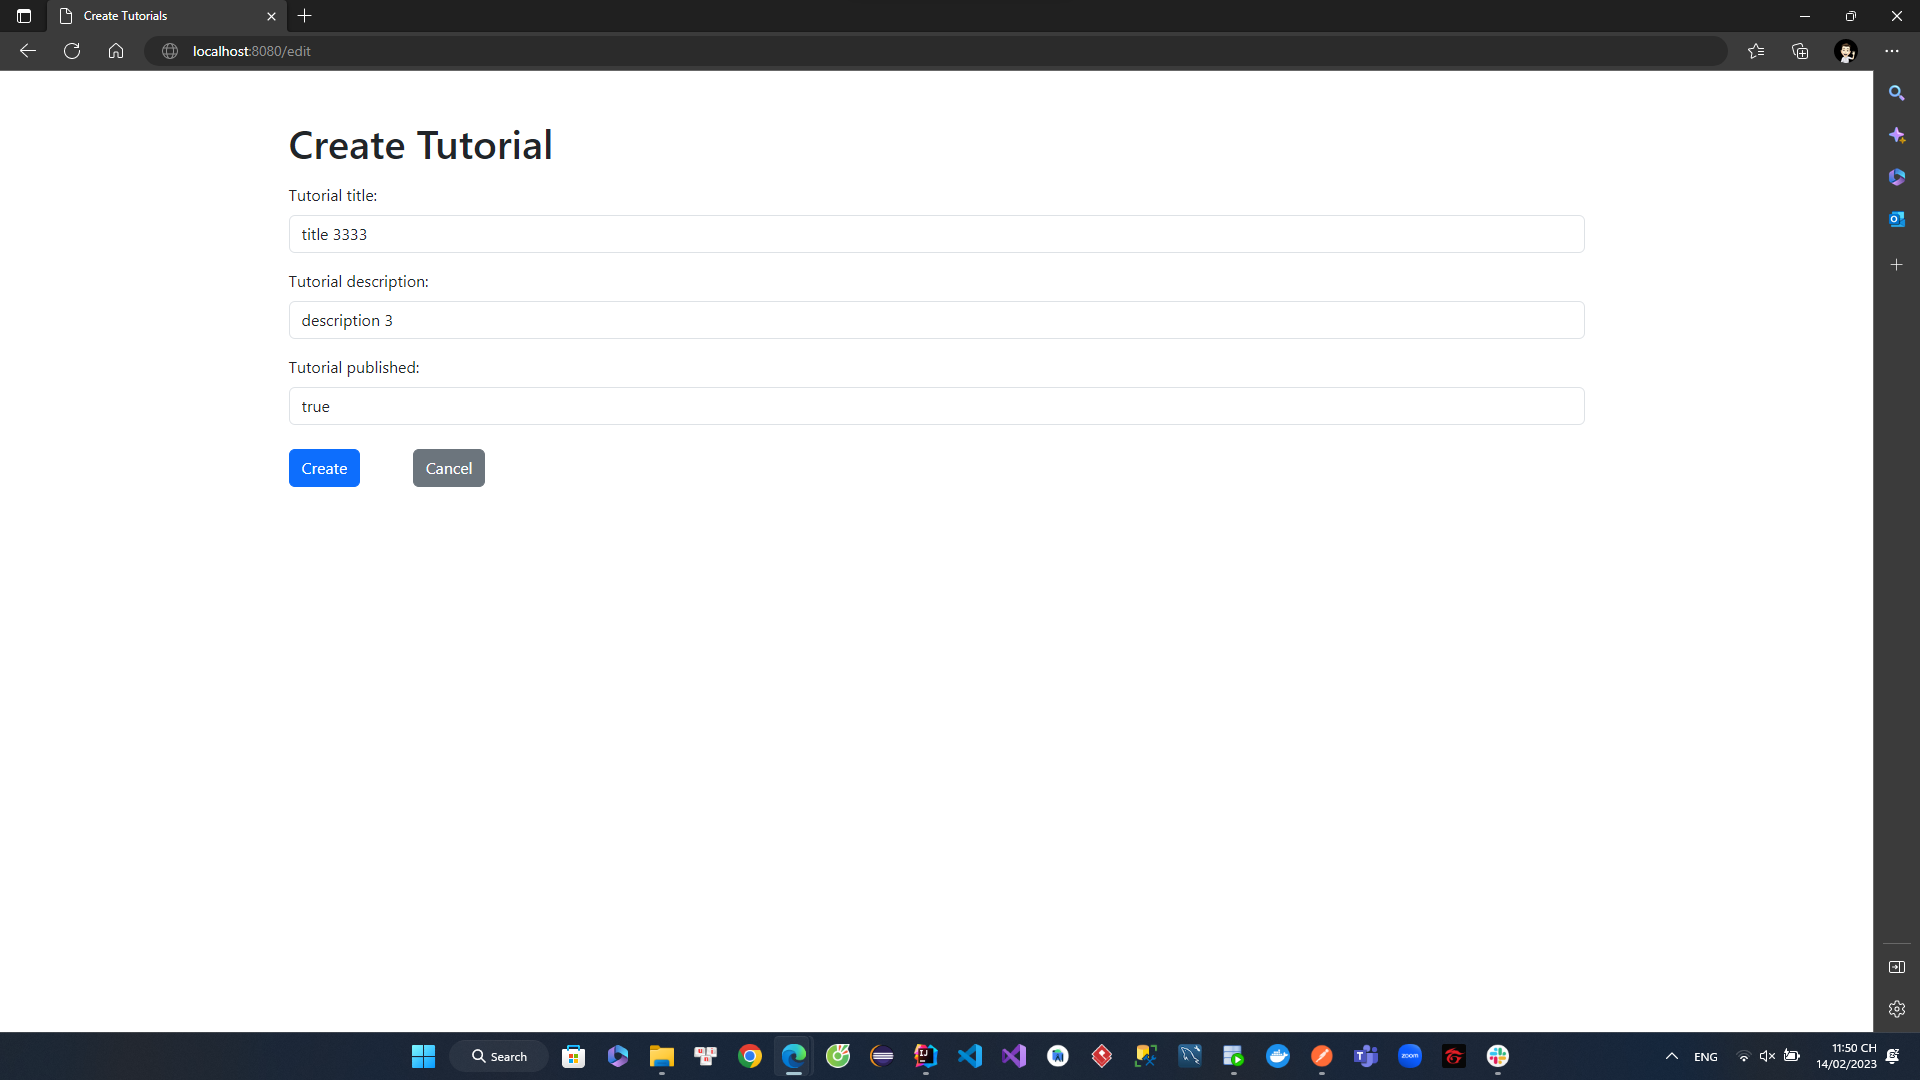 Create Tutorials
localhost:8080/edit
Create Tutorial
Tutorial title:
title 3333
Tutorial description:
description 3
Tutorial published:
true
Create Cancel
Search
zoom
ENG
11:50 CH
14/02/2023